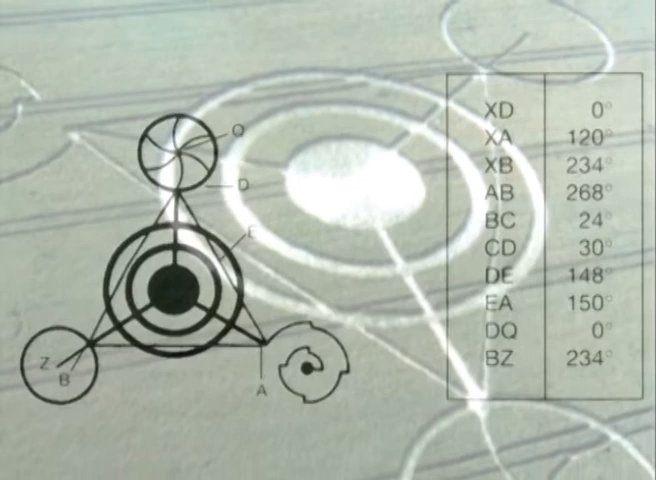 Q
D
E
Z
B
A
XD 0°
XA 120°
XB 234°
AB 268°
BC 24°
CD 30°
DE 148°
EA 150°
DQ 0°
BZ 234°